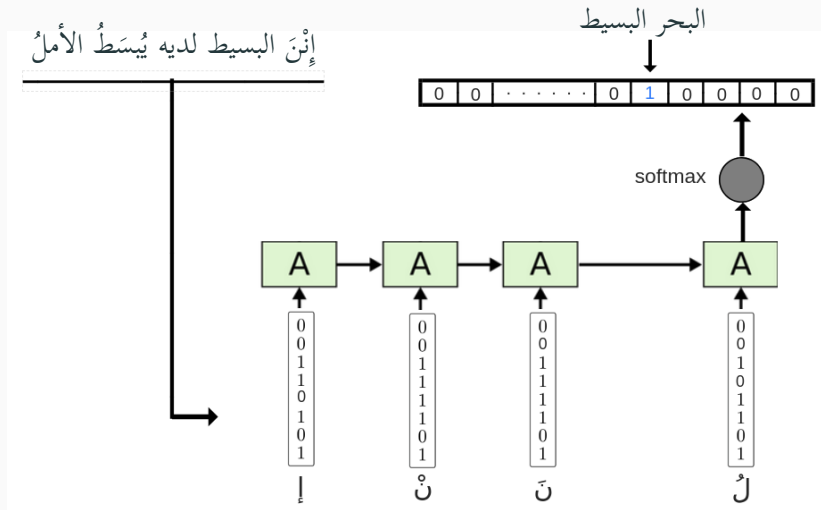 البحر البسيط
إِنْنَ البسيط لديه يُبسَطُ الأملُ
0 0 · · · · · · 0 1 0 0 0 0
softmax
A A A A
0 0 0 0
0 0 0 0
1 1 1 1
1 1 1 0
0 1 1 1
1 1 1 1
0 0 0 0
1 1 1 1
إ نْ نَ لُ